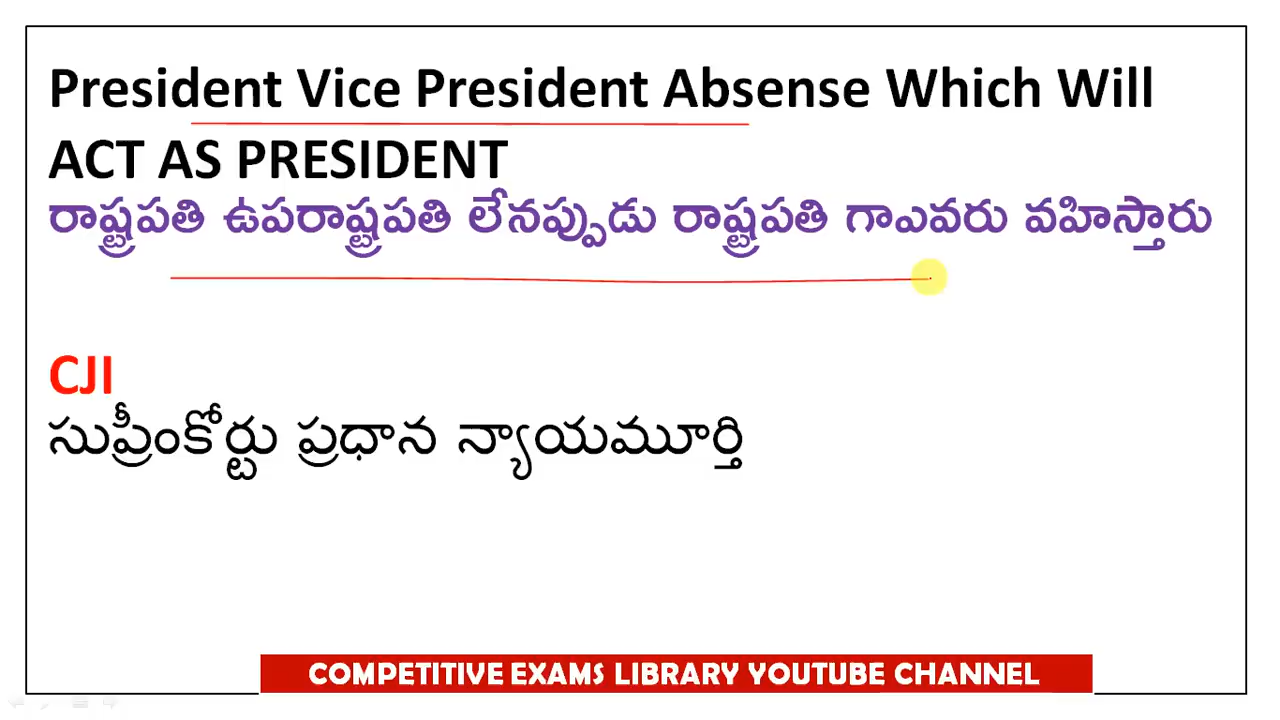 President Vice President Absense Which Will
ACT AS PRESIDENT
రాష్ట్రపతి ఉపరాష్ట్రపతి లేనప్పుడు రాష్ట్రపతి గాఎవరు వహిస్తారు
CJI
సుప్రీంకోర్టు ప్రధాన న్యాయమూర్తి
COMPETITIVE EXAMS LIBRARY YOUTUBE CHANNEL